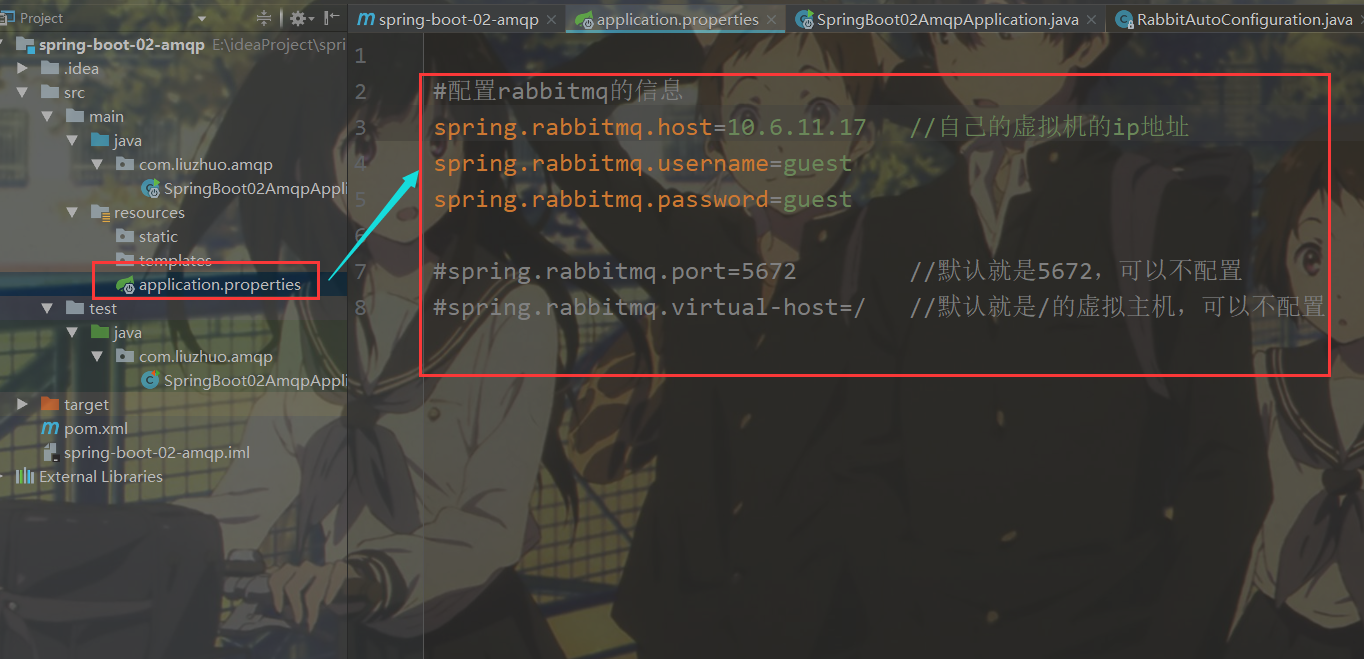 Project
spring-boot-02-amqp
application.properties
SpringBoot02AmqpApplication.java
RabbitAutoConfiguration.java
spring-boot-02-amqp E:\ideaProject\spri
.idea
src
main
java
com.liuzhuo.amqp
SpringBoot02AmqpAppli
resources
static
templates
application.properties
test
java
com.liuzhuo.amqp
SpringBoot02AmqpAppli
target
pom.xml
spring-boot-02-amqp.iml
External Libraries
1
2 #配置rabbitmq的信息
3 spring.rabbitmq.host=10.6.11.17 //自己的虚拟机的ip地址
4 spring.rabbitmq.username=guest
5 spring.rabbitmq.password=guest
6
7 #spring.rabbitmq.port=5672 //默认就是5672，可以不配置
8 #spring.rabbitmq.virtual-host=/ //默认就是/的虚拟主机，可以不配置